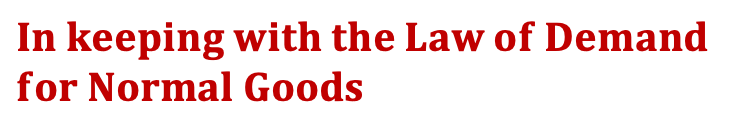 In keeping with the Law of Demand
for Normal Goods